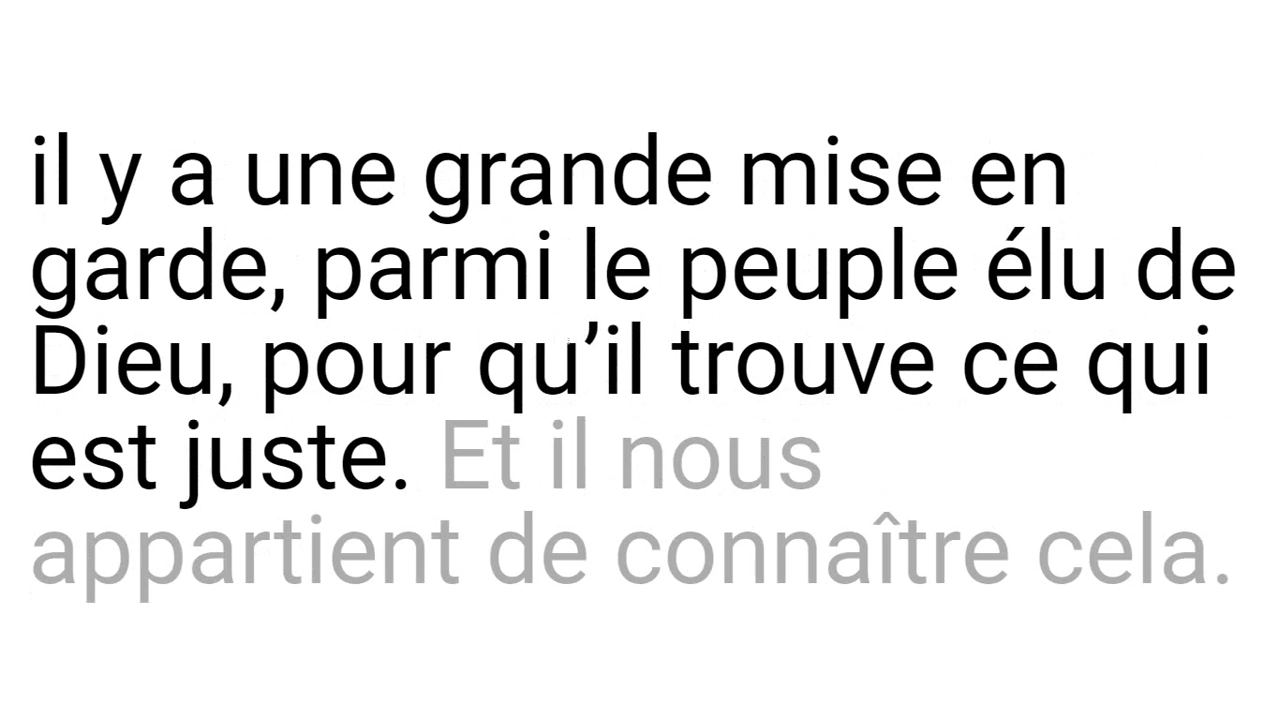 il y a une grande mise en
garde, parmi le peuple élu de
Dieu, pour qu’il trouve ce qui
est juste. Et il nous
appartient de connaître cela.